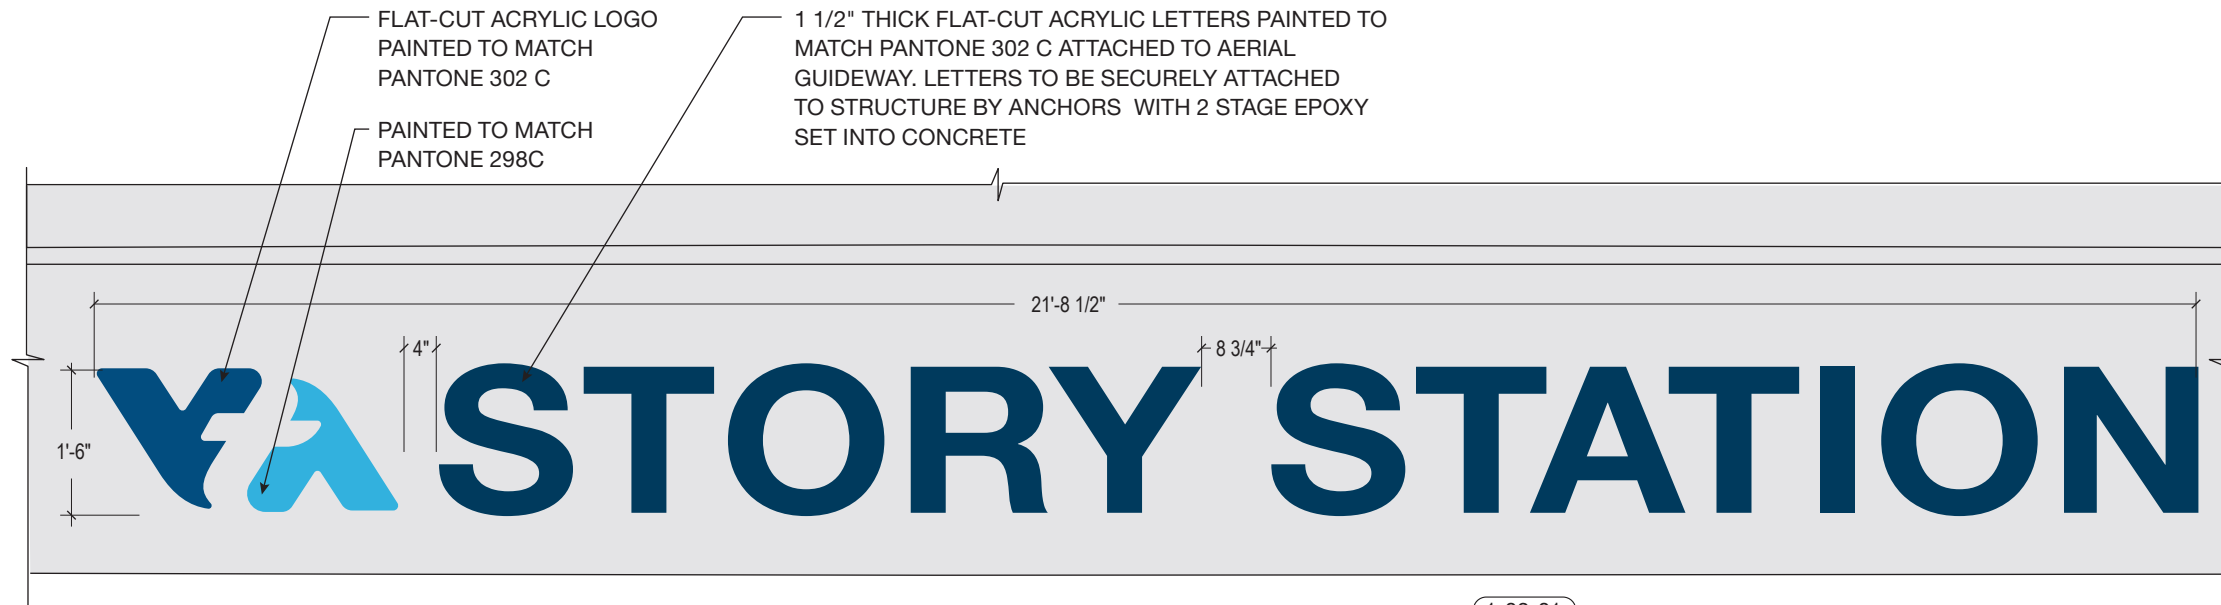 FLAT-CUT ACRYLIC LOGO
PAINTED TO MATCH
PANTONE 302 C
PAINTED TO MATCH
PANTONE 298C
1 1/2" THICK FLAT-CUT ACRYLIC LETTERS PAINTED TO
MATCH PANTONE 302 C ATTACHED TO AERIAL
GUIDEWAY. LETTERS TO BE SECURELY ATTACHED
TO STRUCTURE BY ANCHORS WITH 2 STAGE EPOXY
SET INTO CONCRETE
21'-8 1/2"
4"
8 3/4"
1'-6"
STORY STATION